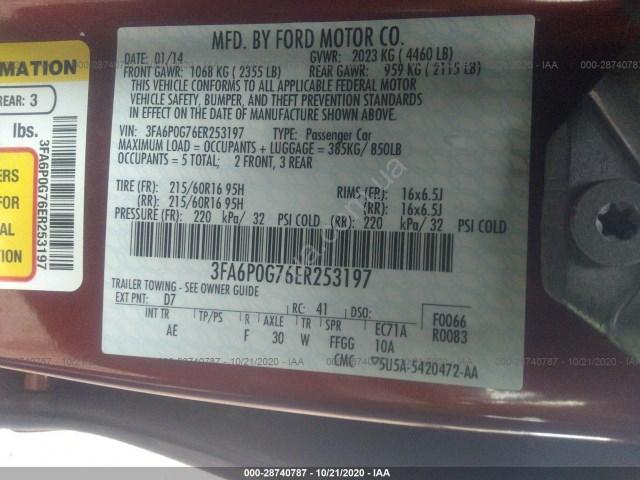 000-28740787 - 10/21/2020 - IAA
MFD. BY FORD MOTOR CO.
DATE: 01/14
GVWR: 2023 KG ( 4460 LB)
FRONT GAWR: 1068 KG ( 2355 LB)
REAR GAWR: 959 KG ( 2115 LB)
THIS VEHICLE CONFORMS TO ALL APPLICABLE FEDERAL MOTOR
VEHICLE SAFETY, BUMPER, AND THEFT PREVENTION STANDARDS
IN EFFECT ON THE DATE OF MANUFACTURE SHOWN ABOVE.
VIN: 3FA6P0G76ER253197 TYPE: Passenger Car
MAXIMUM LOAD = OCCUPANTS + LUGGAGE = 385KG/ 850LB
OCCUPANTS = 5 TOTAL: 2 FRONT, 3 REAR
TIRE (FR): 215/60R16 95H RIMS (FR): 16x6.5J
(RR): 215/60R16 95H (RR): 16x6.5J
PRESSURE (FR): 220 kPa/ 32 PSI COLD (RR): 220 kPa/ 32 PSI COLD
3FA6P0G76ER253197
TRAILER TOWING - SEE OWNER GUIDE
EXT PNT: D7 RC: 41 DSO:
INT TR TP/PS R AXLE TR SPR EC71A F0066
AE F 30 W FFGG 10A R0083
CMC 5U5A-5420472-AA
RMATION
REAR: 3
lbs.
3FA6P0G76ER253197
ERS
FOR
NAL
000-28740787 - 10/21/2020 - IAA